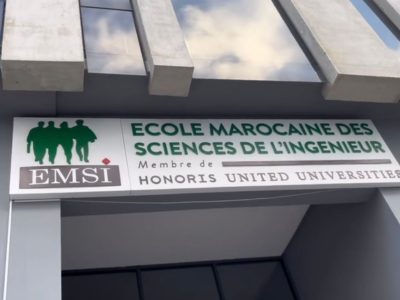 EMSI
ECOLE MAROCAINE DES
SCIENCES DE L'INGENIEUR
Membre de
HONORIS UNITED UNIVERSITIES